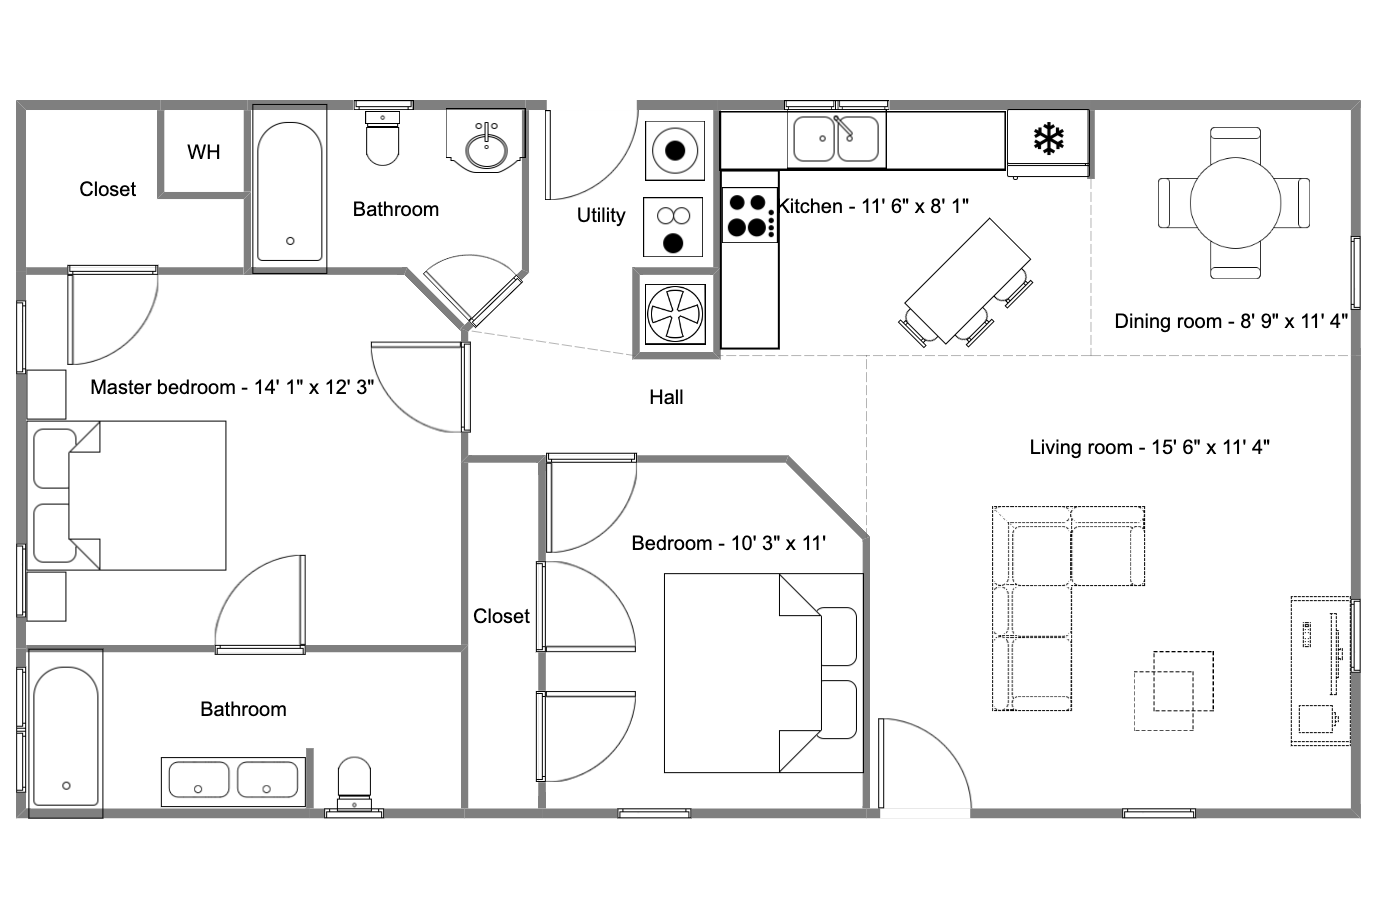 WH
Closet
Bathroom
Utility
Kitchen - 11' 6" x 8' 1"
Dining room - 8' 9" x 11' 4"
Master bedroom - 14' 1" x 12' 3"
Hall
Living room - 15' 6" x 11' 4"
Bedroom - 10' 3" x 11'
Closet
Bathroom